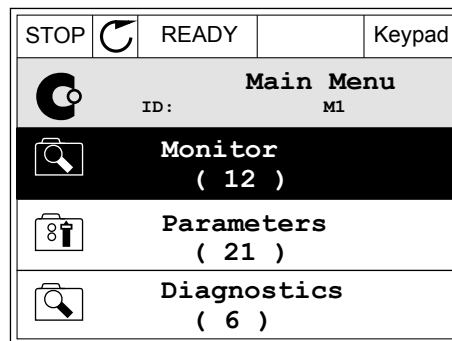 STOP READY Keypad
Main Menu
ID: M1
Monitor
( 12 )
Parameters
( 21 )
Diagnostics
( 6 )